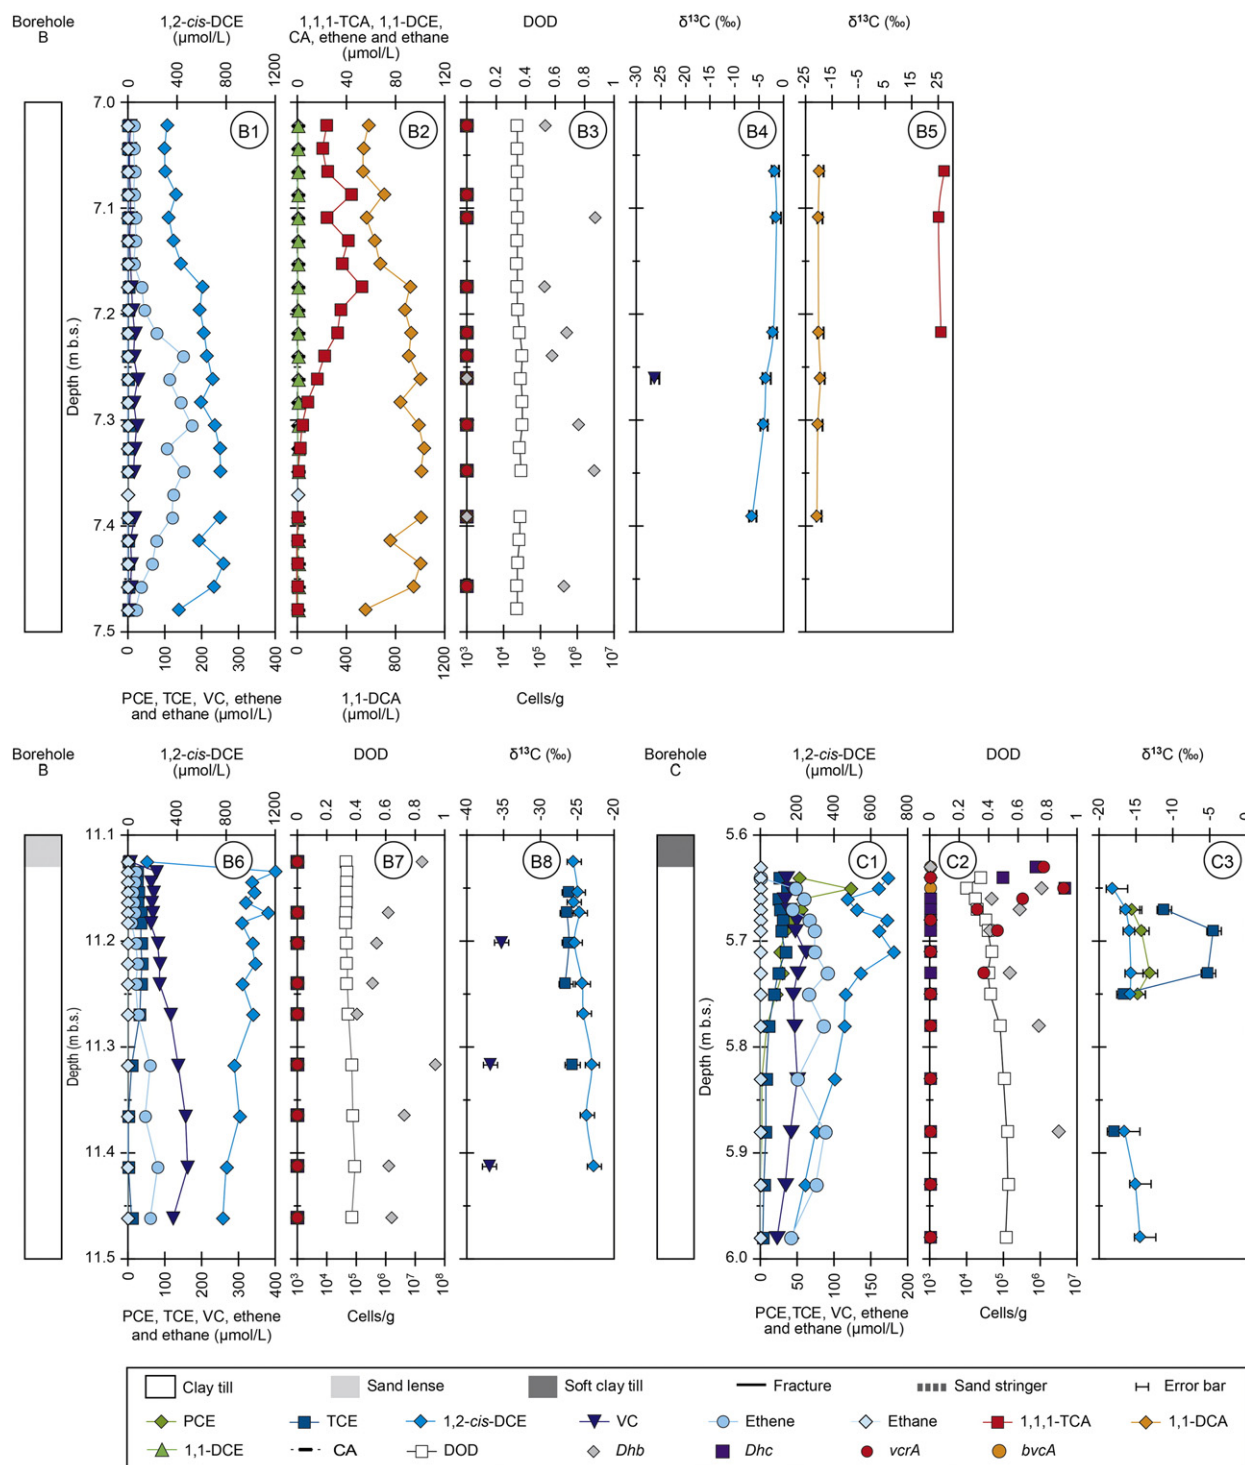 Borehole B
1,2-cis-DCE (µmol/L)
1,1,1-TCA, 1,1-DCE, CA, ethene and ethane (µmol/L)
DOD
δ¹³C (‰)
δ¹³C (‰)
0 400 800 1200
0 40 80 120
0 0.2 0.4 0.6 0.8 1
-30 -25 -20 -15 -10 -5 0
-25 -15 -5 5 15 25
B1 B2 B3 B4 B5
Depth (m b.s.)
7.0
7.1
7.2
7.3
7.4
7.5
0 100 200 300 400
0 400 800 1200
10³ 10⁴ 10⁵ 10⁶ 10⁷
PCE, TCE, VC, ethene and ethane (µmol/L)
1,1-DCA (µmol/L)
Cells/g
Borehole B
1,2-cis-DCE (µmol/L)
DOD
δ¹³C (‰)
0 400 800 1200
0 0.2 0.4 0.6 0.8 1
-40 -35 -30 -25 -20
B6 B7 B8
Depth (m b.s.)
11.1
11.2
11.3
11.4
11.5
0 100 200 300 400
10³ 10⁴ 10⁵ 10⁶ 10⁷ 10⁸
PCE, TCE, VC, ethene and ethane (µmol/L)
Cells/g
Borehole C
1,2-cis-DCE (µmol/L)
DOD
δ¹³C (‰)
0 200 400 600 800
0 0.2 0.4 0.6 0.8 1
-20 -15 -10 -5 0
C1 C2 C3
Depth (m b.s.)
5.6
5.7
5.8
5.9
6.0
0 50 100 150 200
10³ 10⁴ 10⁵ 10⁶ 10⁷
PCE,TCE, VC, ethene and ethane (µmol/L)
Cells/g
Clay till Sand lense Soft clay till Fracture Sand stringer Error bar
PCE TCE 1,2-cis-DCE VC Ethene Ethane 1,1,1-TCA 1,1-DCA
1,1-DCE CA DOD Dhb Dhc vcrA bvcA